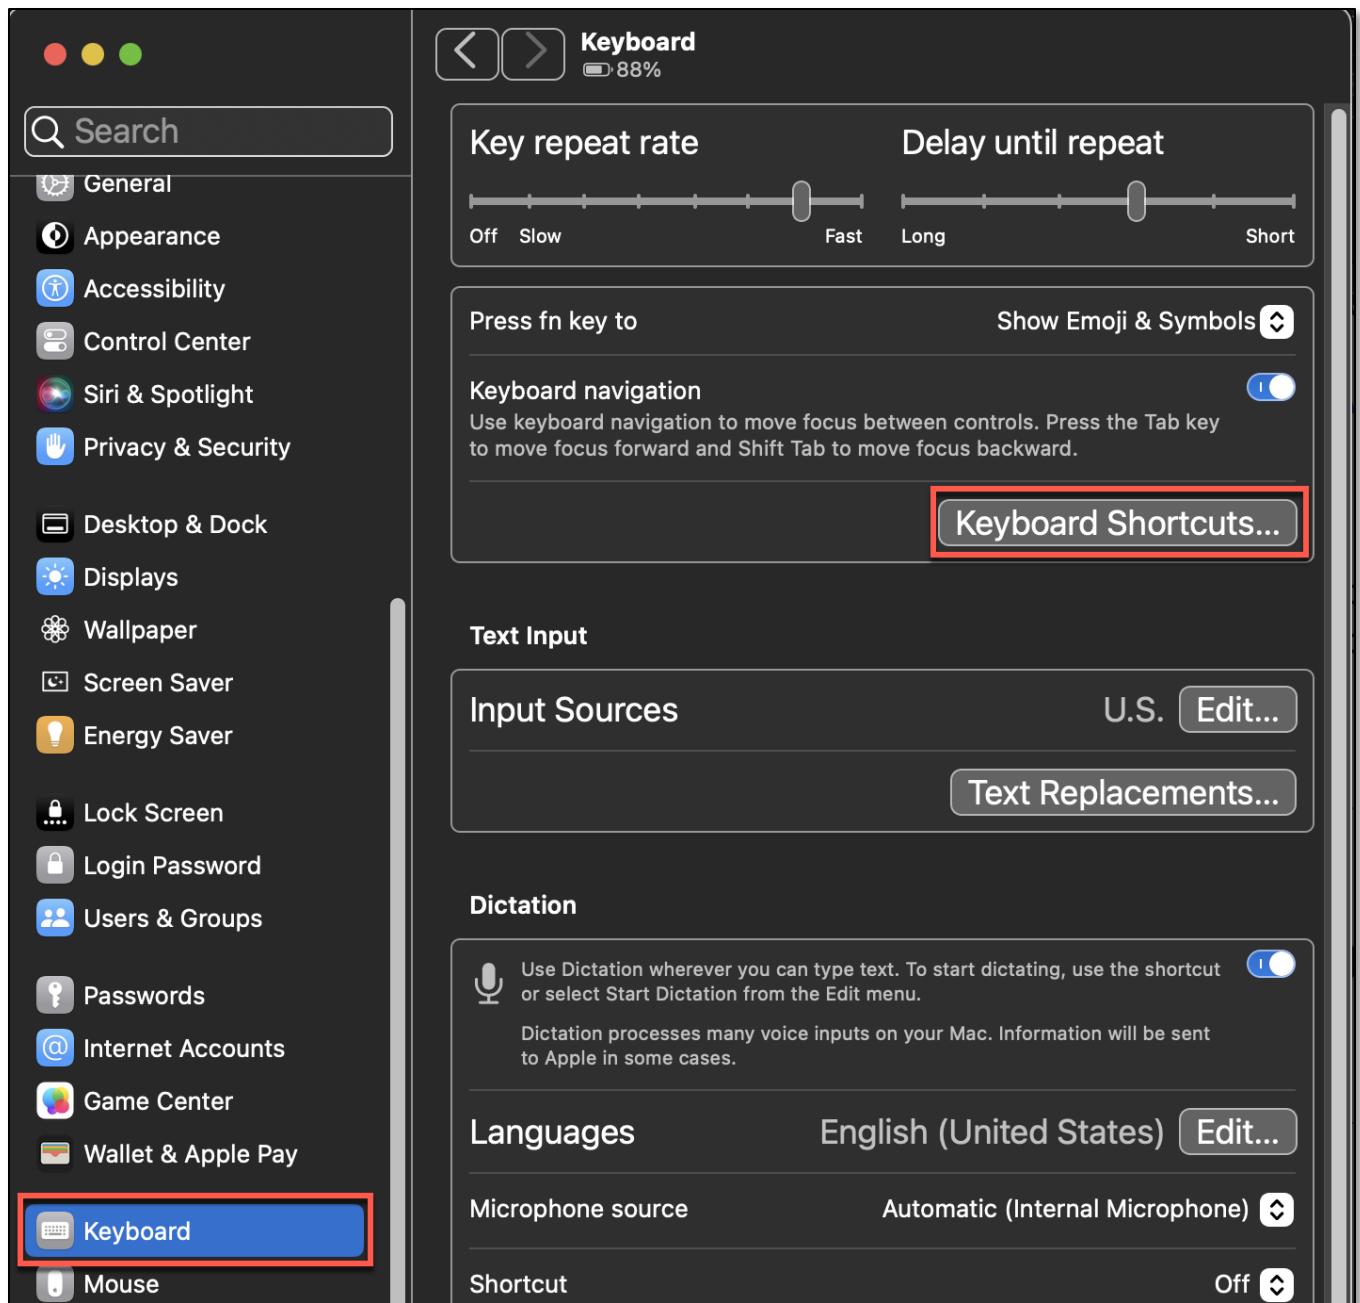 Search
General
Appearance
Accessibility
Control Center
Siri & Spotlight
Privacy & Security
Desktop & Dock
Displays
Wallpaper
Screen Saver
Energy Saver
Lock Screen
Login Password
Users & Groups
Passwords
Internet Accounts
Game Center
Wallet & Apple Pay
Keyboard
Mouse
Keyboard
88%
Key repeat rate
Off Slow Fast
Delay until repeat
Long Short
Press fn key to Show Emoji & Symbols
Keyboard navigation
Use keyboard navigation to move focus between controls. Press the Tab key
to move focus forward and Shift Tab to move focus backward.
Keyboard Shortcuts...
Text Input
Input Sources U.S. Edit...
Text Replacements...
Dictation
Use Dictation wherever you can type text. To start dictating, use the shortcut
or select Start Dictation from the Edit menu.
Dictation processes many voice inputs on your Mac. Information will be sent
to Apple in some cases.
Languages English (United States) Edit...
Microphone source Automatic (Internal Microphone)
Shortcut Off